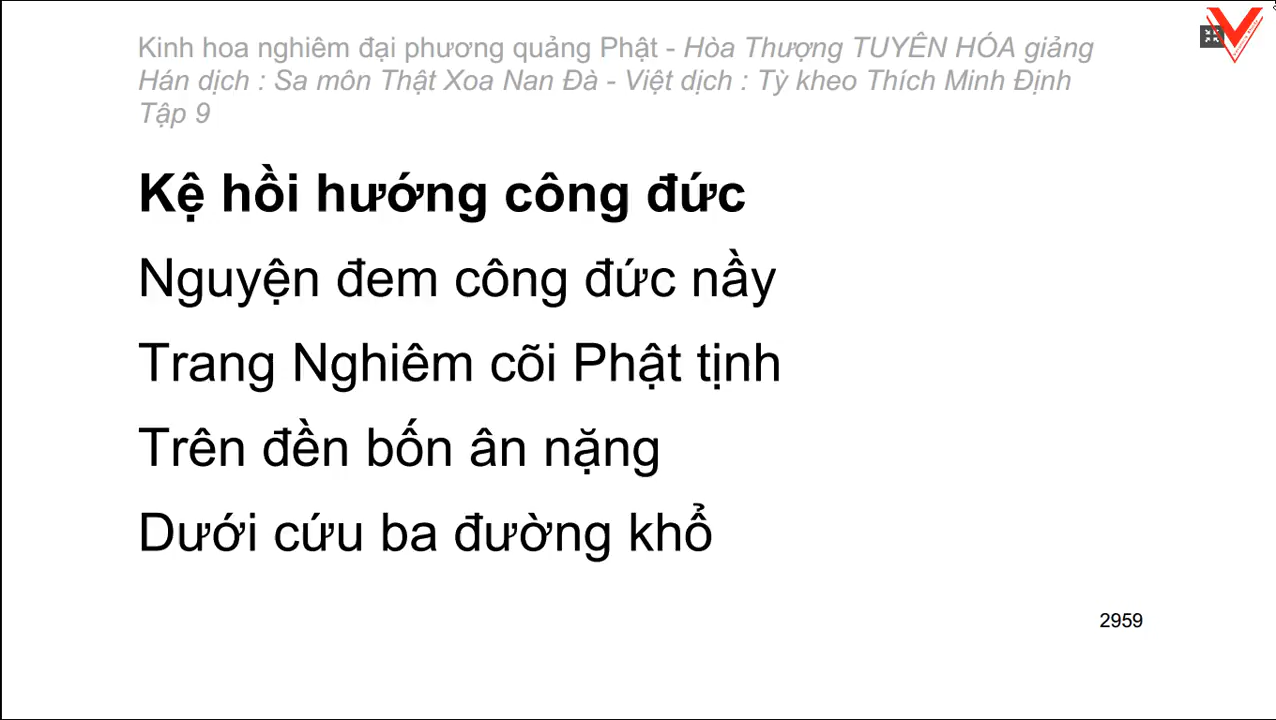 Kinh hoa nghiêm đại phương quảng Phật - Hòa Thượng TUYÊN HÓA giảng
Hán dịch : Sa môn Thật Xoa Nan Đà - Việt dịch : Tỳ kheo Thích Minh Định
Tập 9
Kệ hồi hướng công đức
Nguyện đem công đức nầy
Trang Nghiêm cõi Phật tịnh
Trên đền bốn ân nặng
Dưới cứu ba đường khổ
2959